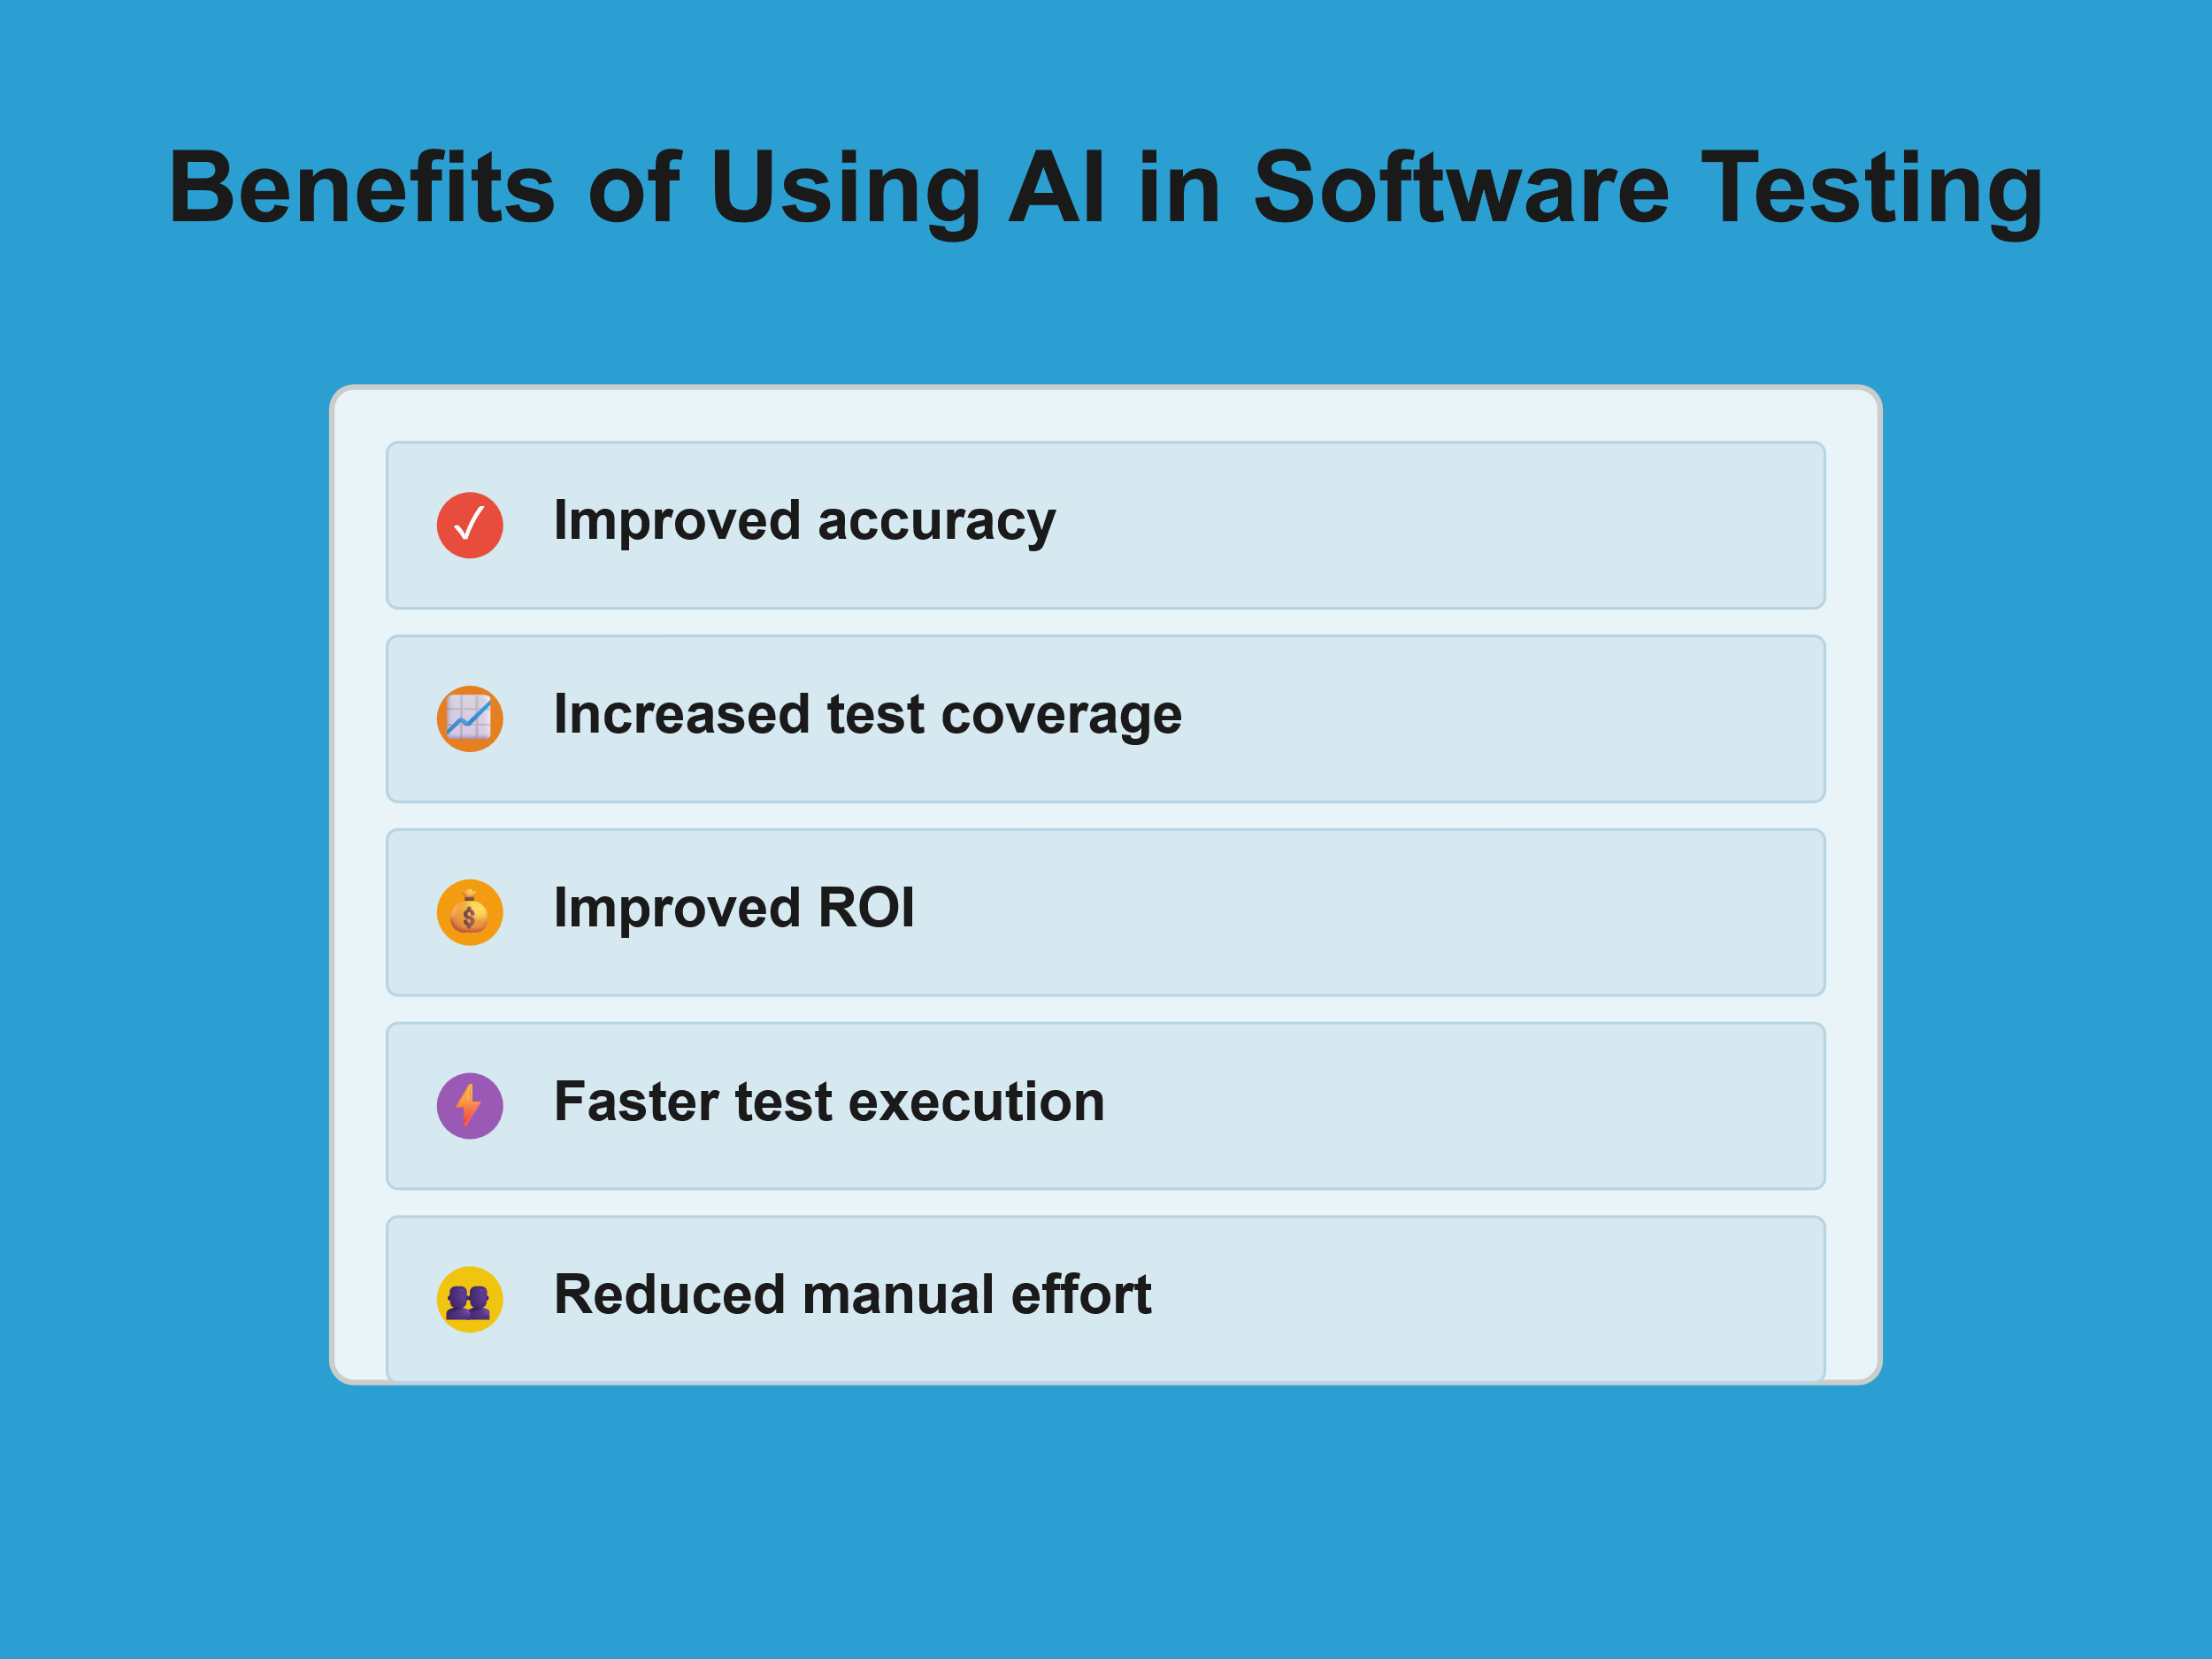 Benefits of Using AI in Software Testing
Improved accuracy
Increased test coverage
Improved ROI
Faster test execution
Reduced manual effort